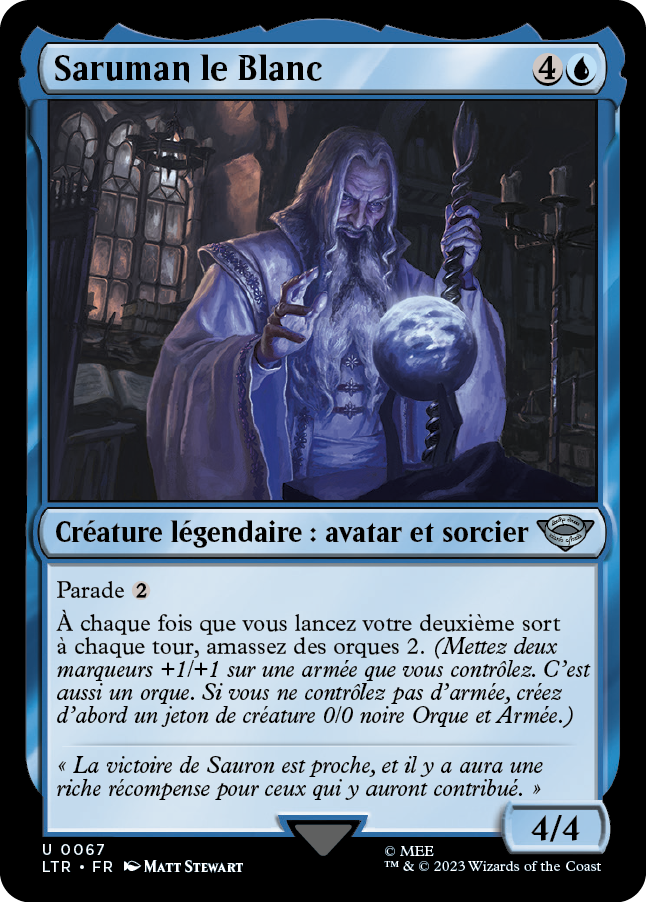 Saruman le Blanc
4
Créature légendaire : avatar et sorcier
Parade 2
À chaque fois que vous lancez votre deuxième sort
à chaque tour, amassez des orques 2. (Mettez deux
marqueurs +1/+1 sur une armée que vous contrôlez. C'est
aussi un orque. Si vous ne contrôlez pas d'armée, créez
d'abord un jeton de créature 0/0 noire Orque et Armée.)
« La victoire de Sauron est proche, et il y a aura une
riche récompense pour ceux qui y auront contribué. »
4/4
U 0067
LTR • FR Matt Stewart
© MEE
™ & © 2023 Wizards of the Coast